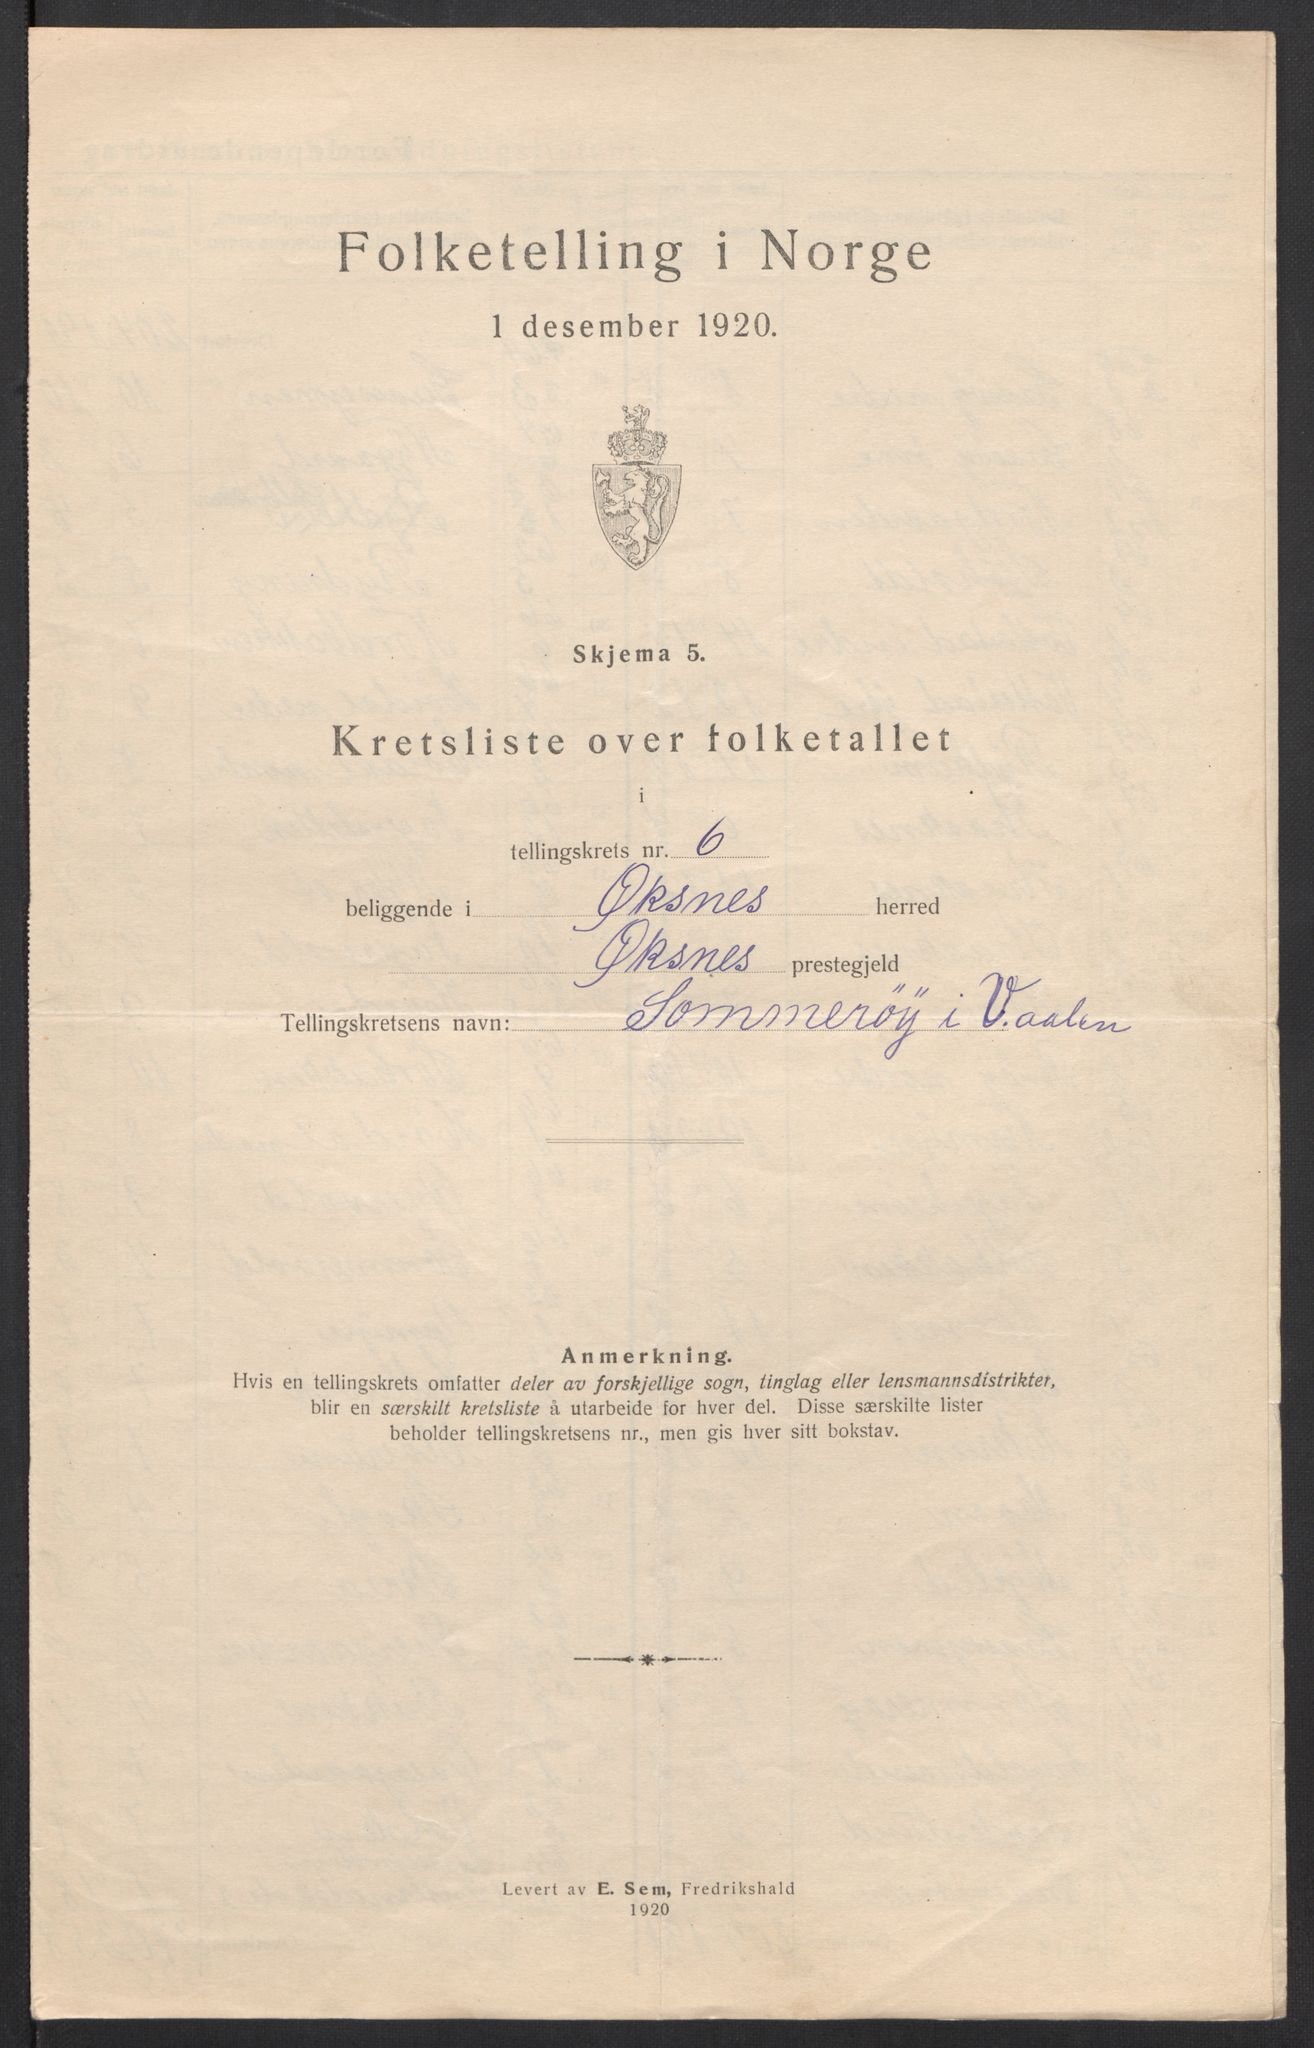 Folketelling i Norge
1 desember 1920.
Skjema 5.
Kretsliste over folketallet
i
tellingskrets nr. 6
beliggende i Øksnes herred
Øksnes prestegjeld
Tellingskretsens navn: Sommerøÿ i V.aalen
Anmerkning.
Hvis en tellingskrets omfatter deler av forskjellige sogn, tinglag eller lensmannsdistrikter,
blir en særskilt kretsliste å utarbeide for hver del. Disse særskilte lister
beholder tellingskretsens nr., men gis hver sitt bokstav.
Levert av E. Sem, Fredrikshald
1920